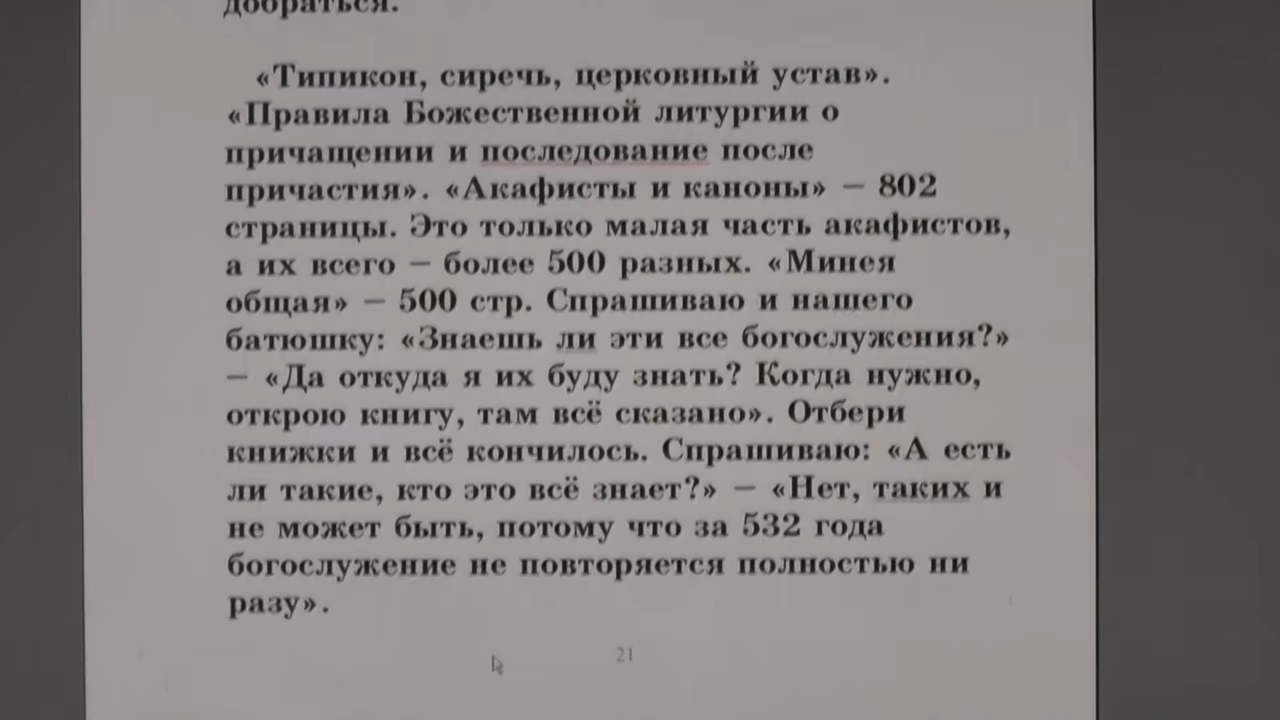 добраться.
«Типикон, сиречь, церковный устав».
«Правила Божественной литургии о
причащении и последование после
причастия». «Акафисты и каноны» – 802
страницы. Это только малая часть акафистов,
а их всего – более 500 разных. «Минея
общая» – 500 стр. Спрашиваю и нашего
батюшку: «Знаешь ли эти все богослужения?»
– «Да откуда я их буду знать? Когда нужно,
открою книгу, там всё сказано». Отбери
книжки и всё кончилось. Спрашиваю: «А есть
ли такие, кто это всё знает?» – «Нет, таких и
не может быть, потому что за 532 года
богослужение не повторяется полностью ни
разу».
21